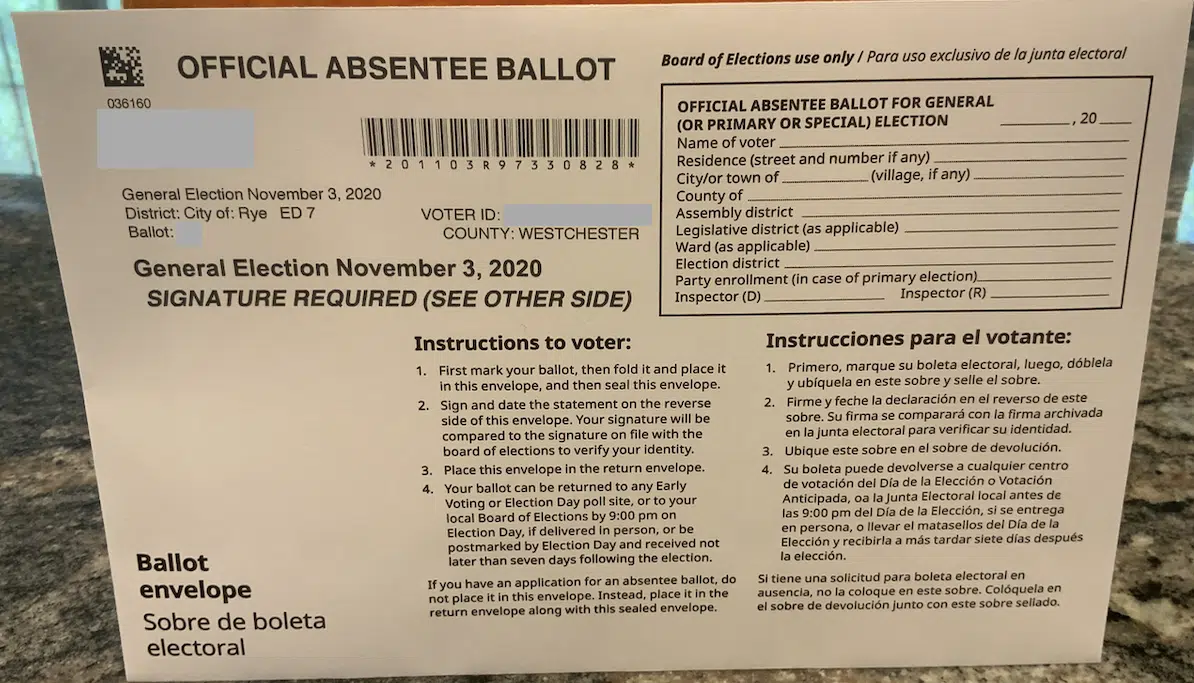 OFFICIAL ABSENTEE BALLOT
036160
*201103R97330828*
General Election November 3, 2020
District: City of: Rye ED 7
Ballot:
VOTER ID:
COUNTY: WESTCHESTER
General Election November 3, 2020
SIGNATURE REQUIRED (SEE OTHER SIDE)
Board of Elections use only / Para uso exclusivo de la junta electoral
OFFICIAL ABSENTEE BALLOT FOR GENERAL
(OR PRIMARY OR SPECIAL) ELECTION ________, 20____
Name of voter
Residence (street and number if any)
City/or town of __________ (village, if any)
County of
Assembly district
Legislative district (as applicable)
Ward (as applicable)
Election district
Party enrollment (in case of primary election)
Inspector (D) __________ Inspector (R)
Instructions to voter:
1. First mark your ballot, then fold it and place it
in this envelope, and then seal this envelope.
2. Sign and date the statement on the reverse
side of this envelope. Your signature will be
compared to the signature on file with the
board of elections to verify your identity.
3. Place this envelope in the return envelope.
4. Your ballot can be returned to any Early
Voting or Election Day poll site, or to your
local Board of Elections by 9:00 pm on
Election Day, if delivered in person, or be
postmarked by Election Day and received not
later than seven days following the election.
If you have an application for an absentee ballot, do
not place it in this envelope. Instead, place it in the
return envelope along with this sealed envelope.
Instrucciones para el votante:
1. Primero, marque su boleta electoral, luego, dóblela
y ubíquela en este sobre y selle el sobre.
2. Firme y feche la declaración en el reverso de este
sobre. Su firma se comparará con la firma archivada
en la junta electoral para verificar su identidad.
3. Ubique este sobre en el sobre de devolución.
4. Su boleta puede devolverse a cualquier centro
de votación del Día de la Elección o Votación
Anticipada, oa la Junta Electoral local antes de
las 9:00 pm del Día de la Elección, si se entrega
en persona, o llevar el matasellos del Día de la
Elección y recibirla a más tardar siete días después
la elección.
Si tiene una solicitud para boleta electoral en
ausencia, no la coloque en este sobre. Colóquela en
el sobre de devolución junto con este sobre sellado.
Ballot
envelope
Sobre de boleta
electoral